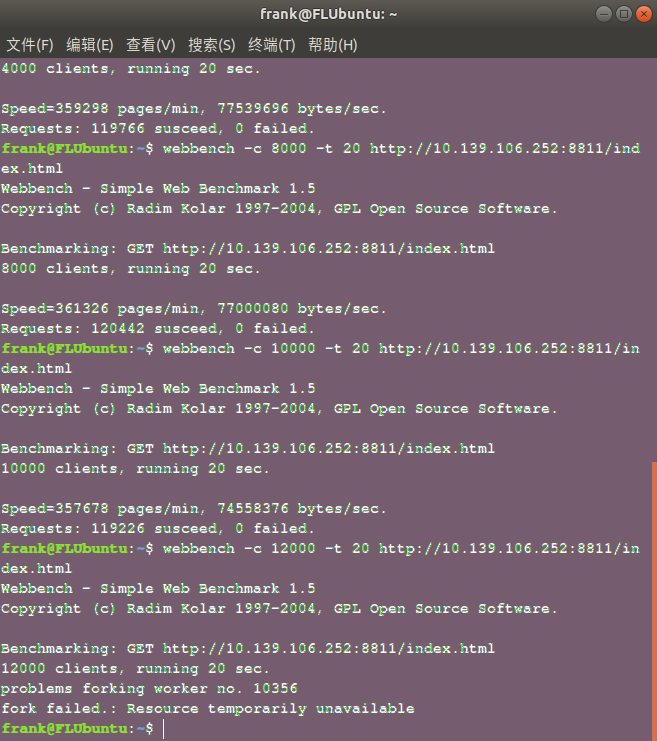 frank@FLUbuntu: ~
文件(F) 编辑(E) 查看(V) 搜索(S) 终端(T) 帮助(H)
4000 clients, running 20 sec.
Speed=359298 pages/min, 77539696 bytes/sec.
Requests: 119766 susceed, 0 failed.
frank@FLUbuntu:~$ webbench -c 8000 -t 20 http://10.139.106.252:8811/ind
ex.html
Webbench - Simple Web Benchmark 1.5
Copyright (c) Radim Kolar 1997-2004, GPL Open Source Software.
Benchmarking: GET http://10.139.106.252:8811/index.html
8000 clients, running 20 sec.
Speed=361326 pages/min, 77000080 bytes/sec.
Requests: 120442 susceed, 0 failed.
frank@FLUbuntu:~$ webbench -c 10000 -t 20 http://10.139.106.252:8811/in
dex.html
Webbench - Simple Web Benchmark 1.5
Copyright (c) Radim Kolar 1997-2004, GPL Open Source Software.
Benchmarking: GET http://10.139.106.252:8811/index.html
10000 clients, running 20 sec.
Speed=357678 pages/min, 74558376 bytes/sec.
Requests: 119226 susceed, 0 failed.
frank@FLUbuntu:~$ webbench -c 12000 -t 20 http://10.139.106.252:8811/in
dex.html
Webbench - Simple Web Benchmark 1.5
Copyright (c) Radim Kolar 1997-2004, GPL Open Source Software.
Benchmarking: GET http://10.139.106.252:8811/index.html
12000 clients, running 20 sec.
problems forking worker no. 10356
fork failed.: Resource temporarily unavailable
frank@FLUbuntu:~$